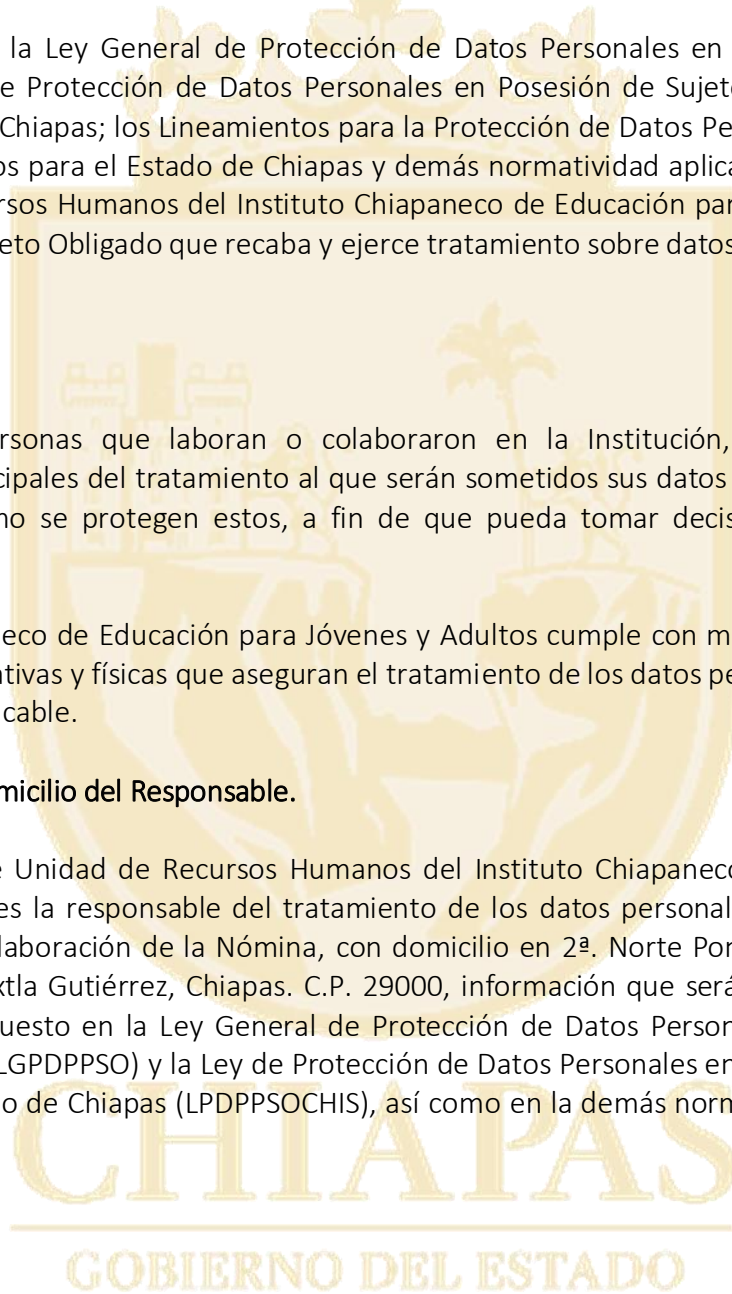 la Ley General de Protección de Datos Personales en
e Protección de Datos Personales en Posesión de Sujet
Chiapas; los Lineamientos para la Protección de Datos Pe
os para el Estado de Chiapas y demás normatividad aplica
rsos Humanos del Instituto Chiapaneco de Educación par
eto Obligado que recaba y ejerce tratamiento sobre datos
ersonas que laboran o colaboraron en la Institución,
cipales del tratamiento al que serán sometidos sus datos
mo se protegen estos, a fin de que pueda tomar decis
neco de Educación para Jóvenes y Adultos cumple con m
ativas y físicas que aseguran el tratamiento de los datos pe
icable.
micilio del Responsable.
e Unidad de Recursos Humanos del Instituto Chiapaneco
es la responsable del tratamiento de los datos personal
laboración de la Nómina, con domicilio en 2ª. Norte Pon
xtla Gutiérrez, Chiapas. C.P. 29000, información que será
puesto en la Ley General de Protección de Datos Person
LGPDPPSO) y la Ley de Protección de Datos Personales en
o de Chiapas (LPDPPSOCHIS), así como en la demás norm
CHIAPAS
GOBIERNO DEL ESTADO